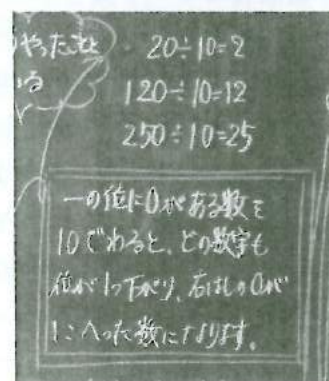 やったこと
いる
20÷10=2
120÷10=12
250÷10=25
一の位に0がある数を
10でわると、どの数字も
位が1つ下がり、右はしの0が
1こへった数になります。